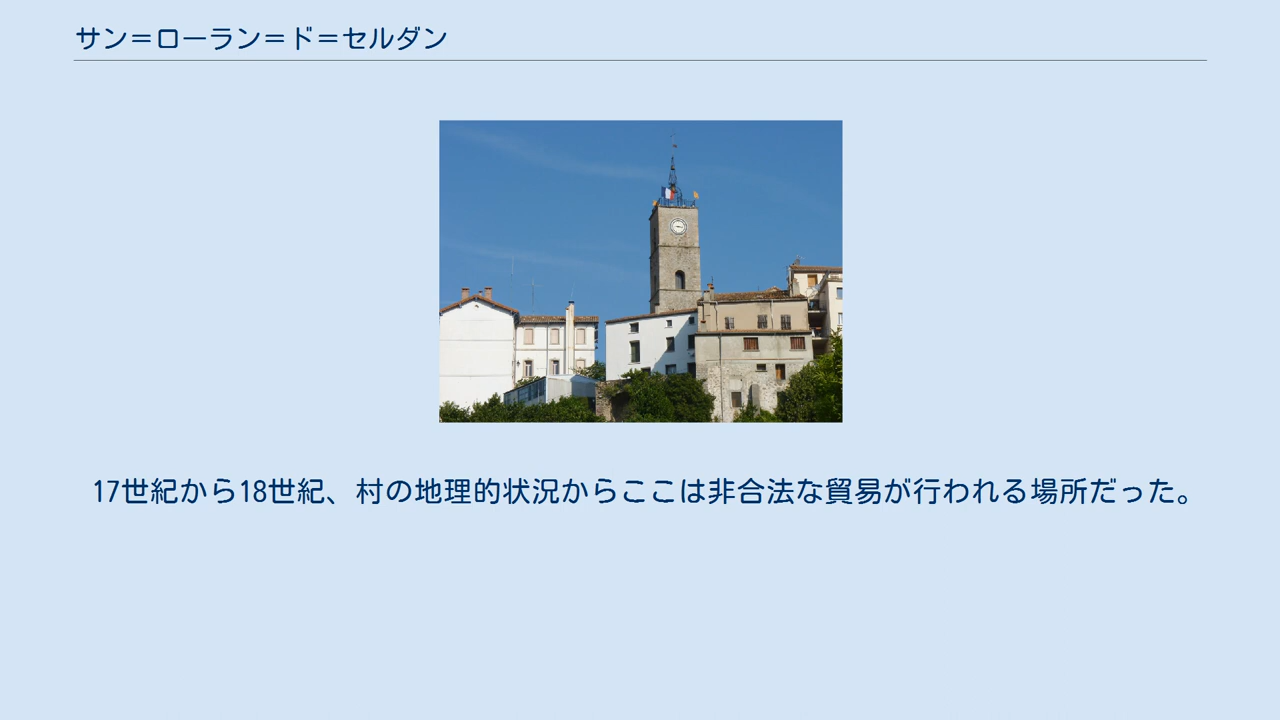 サン＝ローラン＝ド＝セルダン
17世紀から18世紀、村の地理的状況からここは非合法な貿易が行われる場所だった。